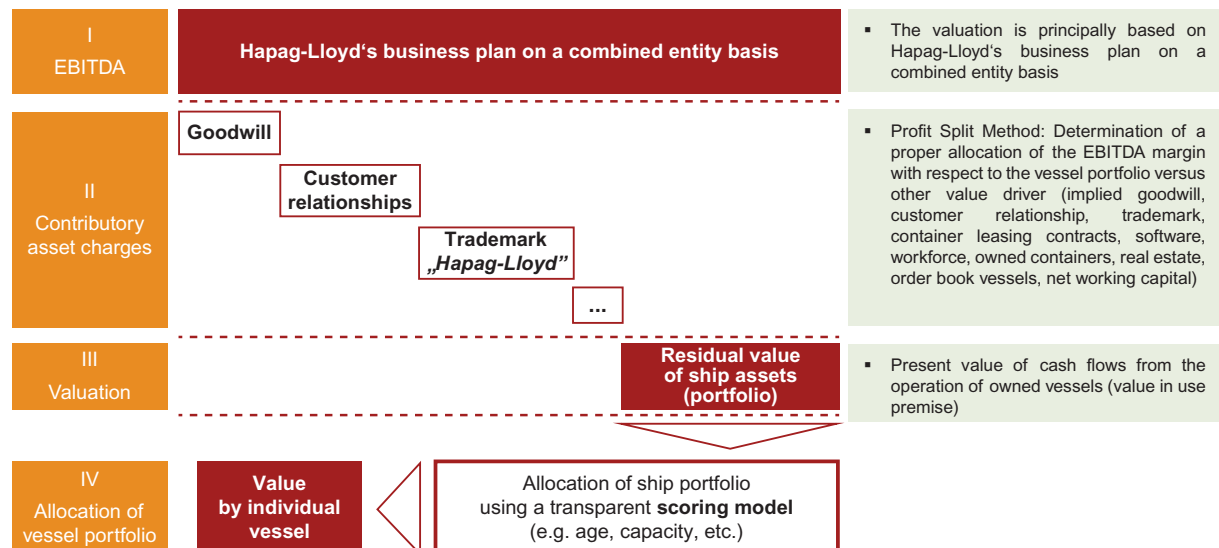 I
EBITDA
Hapag-Lloyd‘s business plan on a combined entity basis
▪ The valuation is principally based on
Hapag-Lloyd‘s business plan on a
combined entity basis
II
Contributory
asset charges
Goodwill
Customer
relationships
Trademark
„Hapag-Lloyd”
...
▪ Profit Split Method: Determination of a
proper allocation of the EBITDA margin
with respect to the vessel portfolio versus
other value driver (implied goodwill,
customer relationship, trademark,
container leasing contracts, software,
workforce, owned containers, real estate,
order book vessels, net working capital)
III
Valuation
Residual value
of ship assets
(portfolio)
▪ Present value of cash flows from the
operation of owned vessels (value in use
premise)
IV
Allocation of
vessel portfolio
Value
by individual
vessel
Allocation of ship portfolio
using a transparent scoring model
(e.g. age, capacity, etc.)